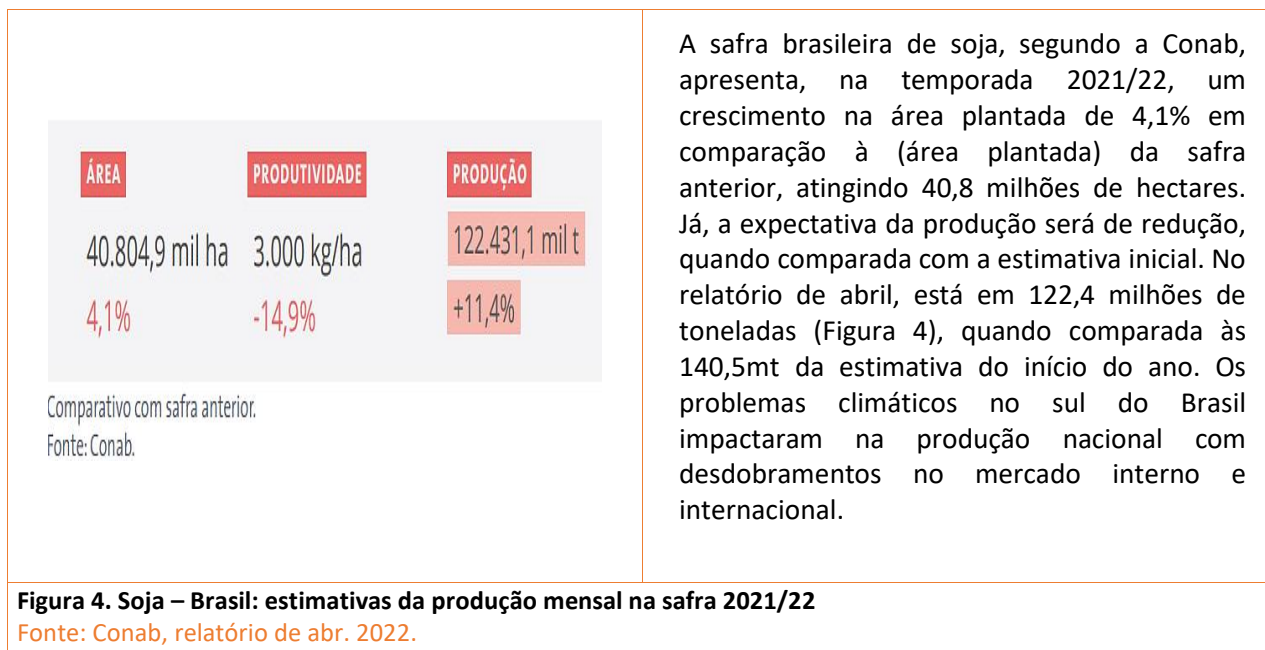 ÁREA
PRODUTIVIDADE
PRODUÇÃO
40.804,9 mil ha
3.000 kg/ha
122.431,1 mil t
4,1%
-14,9%
+11,4%
Comparativo com safra anterior.
Fonte: Conab.
A safra brasileira de soja, segundo a Conab,
apresenta, na temporada 2021/22, um
crescimento na área plantada de 4,1% em
comparação à (área plantada) da safra
anterior, atingindo 40,8 milhões de hectares.
Já, a expectativa da produção será de redução,
quando comparada com a estimativa inicial. No
relatório de abril, está em 122,4 milhões de
toneladas (Figura 4), quando comparada às
140,5mt da estimativa do início do ano. Os
problemas climáticos no sul do Brasil
impactaram na produção nacional com
desdobramentos no mercado interno e
internacional.
Figura 4. Soja – Brasil: estimativas da produção mensal na safra 2021/22
Fonte: Conab, relatório de abr. 2022.